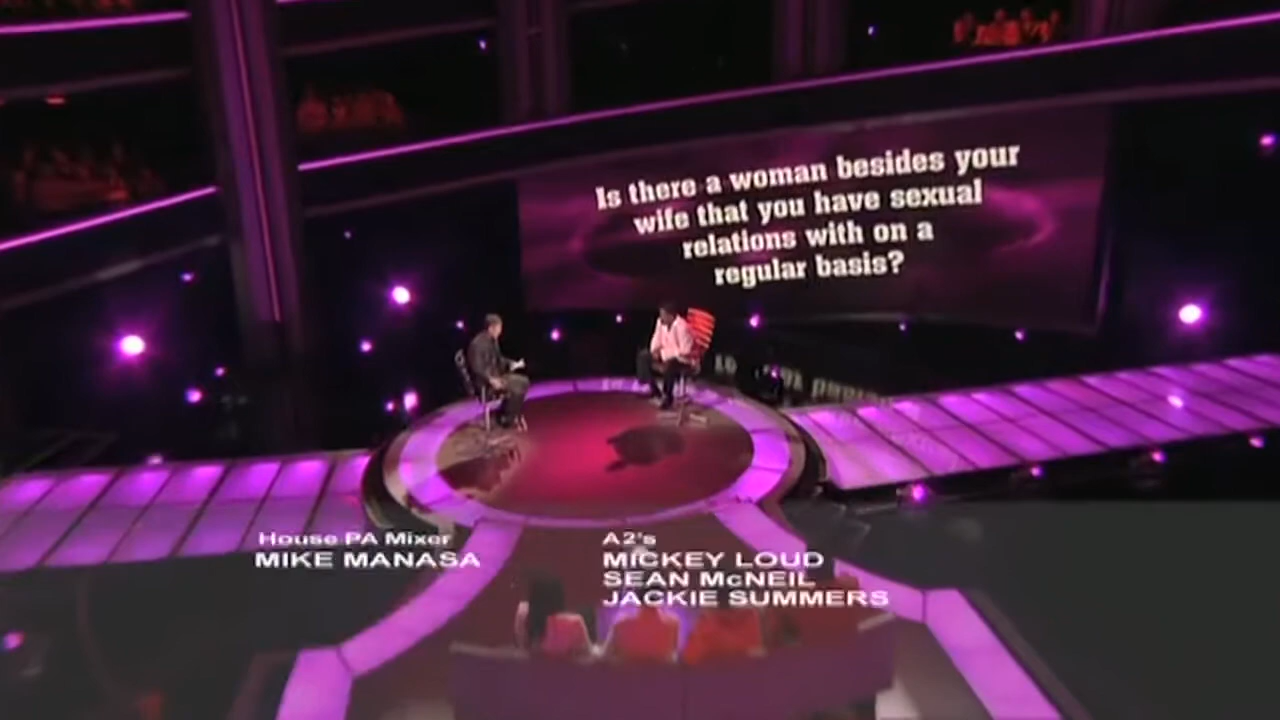 Is there a woman besides your
wife that you have sexual
relations with on a
regular basis?
House PA Mixer
MIKE MANASA
A2's
MICKEY LOUD
SEAN McNEIL
JACKIE SUMMERS